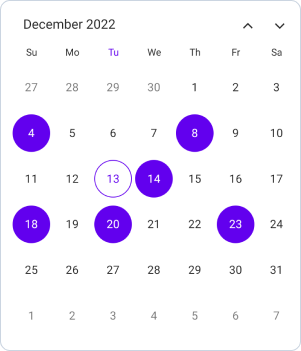 December 2022
Su Mo Tu We Th Fr Sa
27 28 29 30 1 2 3
4 5 6 7 8 9 10
11 12 13 14 15 16 17
18 19 20 21 22 23 24
25 26 27 28 29 30 31
1 2 3 4 5 6 7